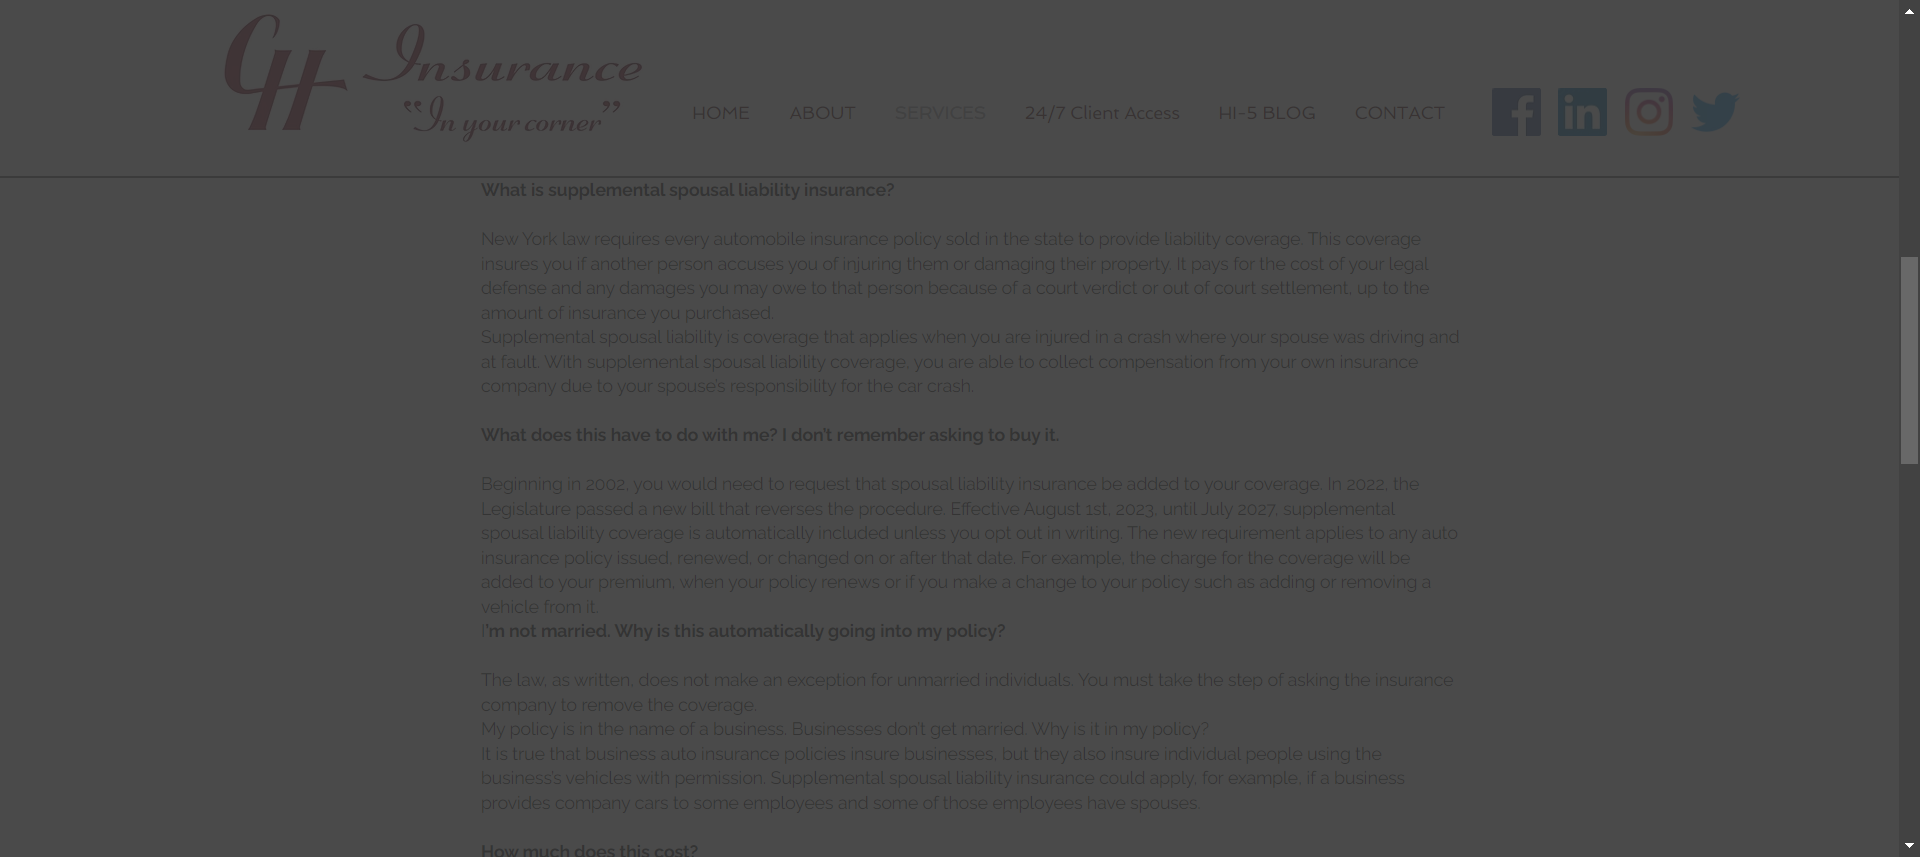 CH Insurance
"In your corner"
HOME ABOUT SERVICES 24/7 Client Access HI-5 BLOG CONTACT
What is supplemental spousal liability insurance?
New York law requires every automobile insurance policy sold in the state to provide liability coverage. This coverage
insures you if another person accuses you of injuring them or damaging their property. It pays for the cost of your legal
defense and any damages you may owe to that person because of a court verdict or out of court settlement, up to the
amount of insurance you purchased.
Supplemental spousal liability is coverage that applies when you are injured in a crash where your spouse was driving and
at fault. With supplemental spousal liability coverage, you are able to collect compensation from your own insurance
company due to your spouse's responsibility for the car crash.
What does this have to do with me? I don't remember asking to buy it.
Beginning in 2002, you would need to request that spousal liability insurance be added to your coverage. In 2022, the
Legislature passed a new bill that reverses the procedure. Effective August 1st, 2023, until July 2027, supplemental
spousal liability coverage is automatically included unless you opt out in writing. The new requirement applies to any auto
insurance policy issued, renewed, or changed on or after that date. For example, the charge for the coverage will be
added to your premium, when your policy renews or if you make a change to your policy such as adding or removing a
vehicle from it.
I'm not married. Why is this automatically going into my policy?
The law, as written, does not make an exception for unmarried individuals. You must take the step of asking the insurance
company to remove the coverage.
My policy is in the name of a business. Businesses don't get married. Why is it in my policy?
It is true that business auto insurance policies insure businesses, but they also insure individual people using the
business's vehicles with permission. Supplemental spousal liability insurance could apply, for example, if a business
provides company cars to some employees and some of those employees have spouses.
How much does this cost?